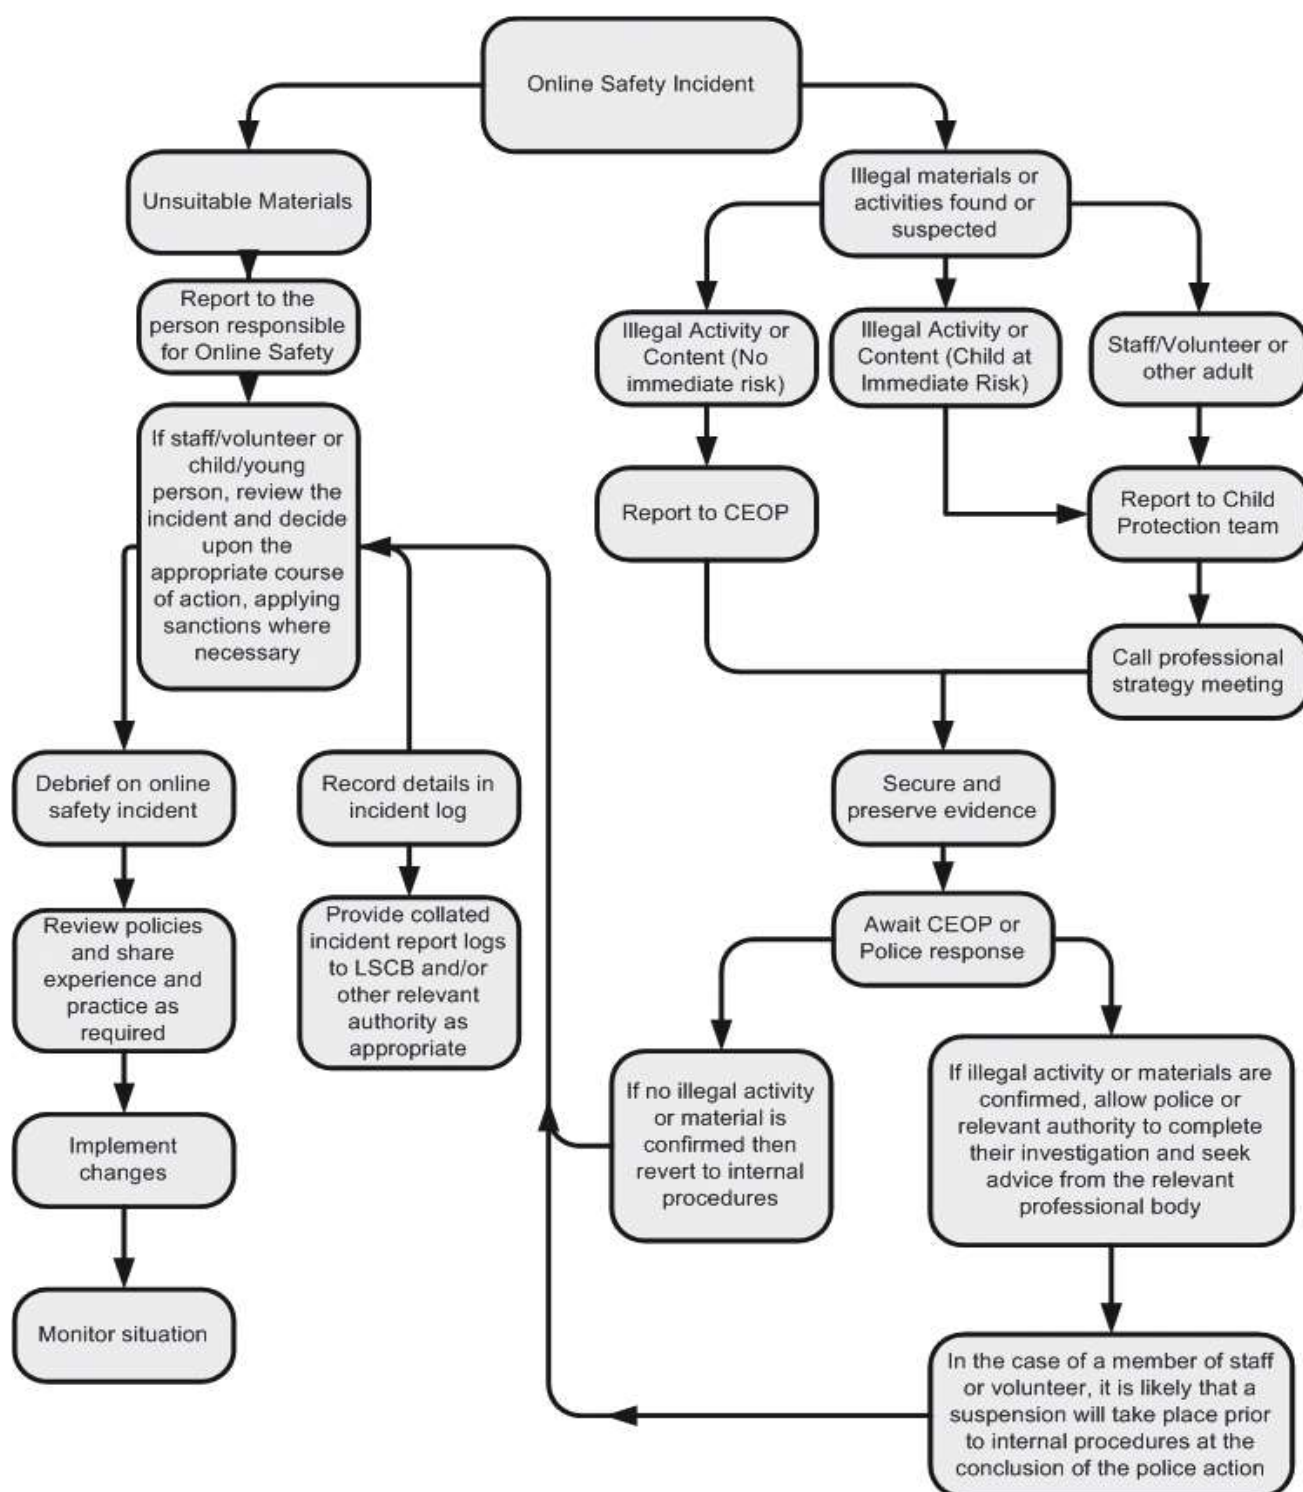 Online Safety Incident
Unsuitable Materials
Report to the
person responsible
for Online Safety
If staff/volunteer or
child/young
person, review the
incident and decide
upon the
appropriate course
of action, applying
sanctions where
necessary
Debrief on online
safety incident
Review policies
and share
experience and
practice as
required
Implement
changes
Monitor situation
Record details in
incident log
Provide collated
incident report logs
to LSCB and/or
other relevant
authority as
appropriate
Illegal materials or
activities found or
suspected
Illegal Activity or
Content (No
immediate risk)
Illegal Activity or
Content (Child at
Immediate Risk)
Staff/Volunteer or
other adult
Report to CEOP
Report to Child
Protection team
Call professional
strategy meeting
Secure and
preserve evidence
Await CEOP or
Police response
If no illegal activity
or material is
confirmed then
revert to internal
procedures
If illegal activity or materials are
confirmed, allow police or
relevant authority to complete
their investigation and seek
advice from the relevant
professional body
In the case of a member of staff
or volunteer, it is likely that a
suspension will take place prior
to internal procedures at the
conclusion of the police action